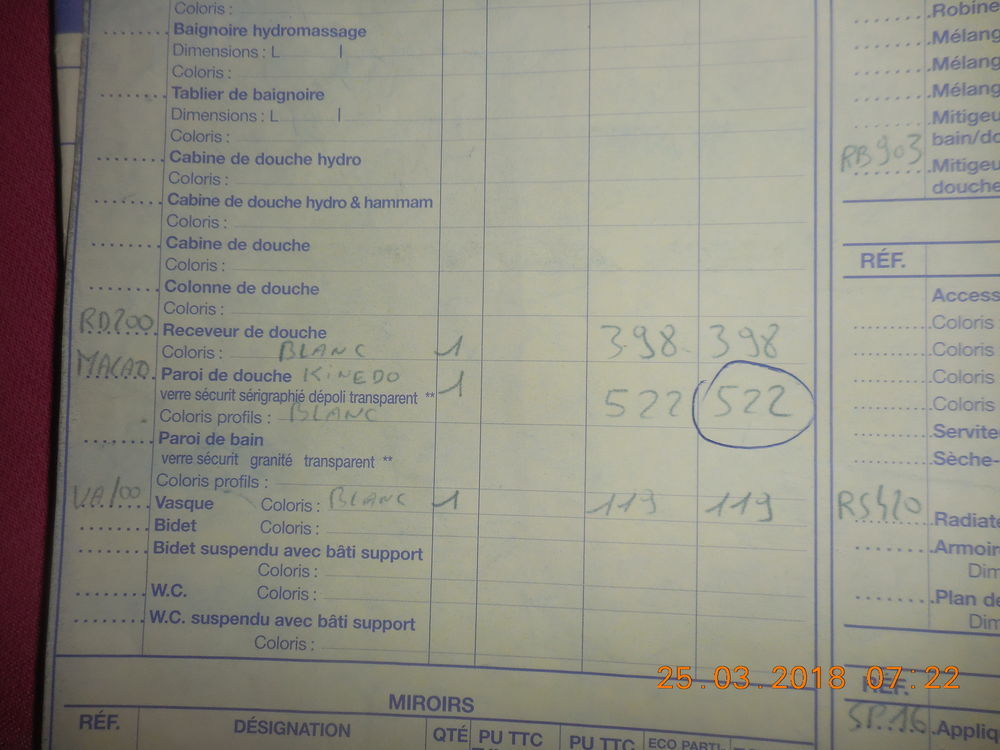 Coloris :
Baignoire hydromassage
Dimensions : L l
Coloris :
Tablier de baignoire
Dimensions : L l
Coloris :
Cabine de douche hydro
Coloris :
Cabine de douche hydro & hammam
Coloris :
Cabine de douche
Coloris :
Colonne de douche
Coloris :
RD200 Receveur de douche
Coloris : BLANC 1 398 398
MACAO Paroi de douche KINEDO 1
verre sécurit sérigraphié dépoli transparent ** 522 522
Coloris profils : BLANC
Paroi de bain
verre sécurit granité transparent **
Coloris profils :
VA100 Vasque Coloris : BLANC 1 119 119
Bidet Coloris :
Bidet suspendu avec bâti support
Coloris :
W.C. Coloris :
W.C. suspendu avec bâti support
Coloris :
MIROIRS
RÉF. DÉSIGNATION QTÉ PU TTC PU TTC ECO PARTI-
Robine
Mélang
Mélang
Mélang
Mitigeu
bain/do
RB903 Mitigeu
douche
RÉF.
Access
Coloris
Coloris
Coloris
Coloris
Servite
Sèche-
RS420 Radiate
Armoir
Dim
Plan de
Dim
RÉF.
SP.16 Appliq
25.03.2018 07:22